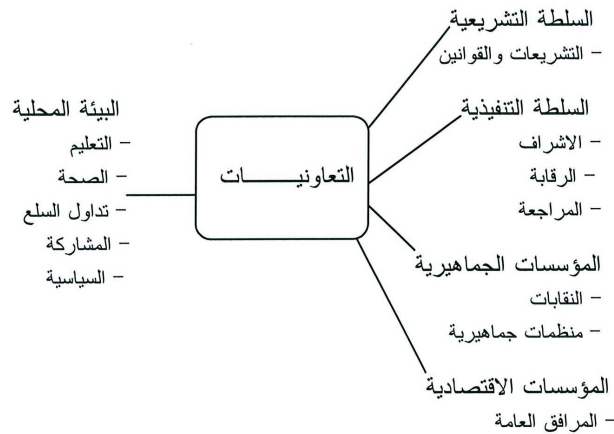 السلطة التشريعية
– التشريعات والقوانين
السلطة التنفيذية
– الاشراف
– الرقابة
– المراجعة
التعاونيــــــات
البيئة المحلية
– التعليم
– الصحة
– تداول السلع
– المشاركة
– السياسية
المؤسسات الجماهيرية
– النقابات
– منظمات جماهيرية
المؤسسات الاقتصادية
– المرافق العامة